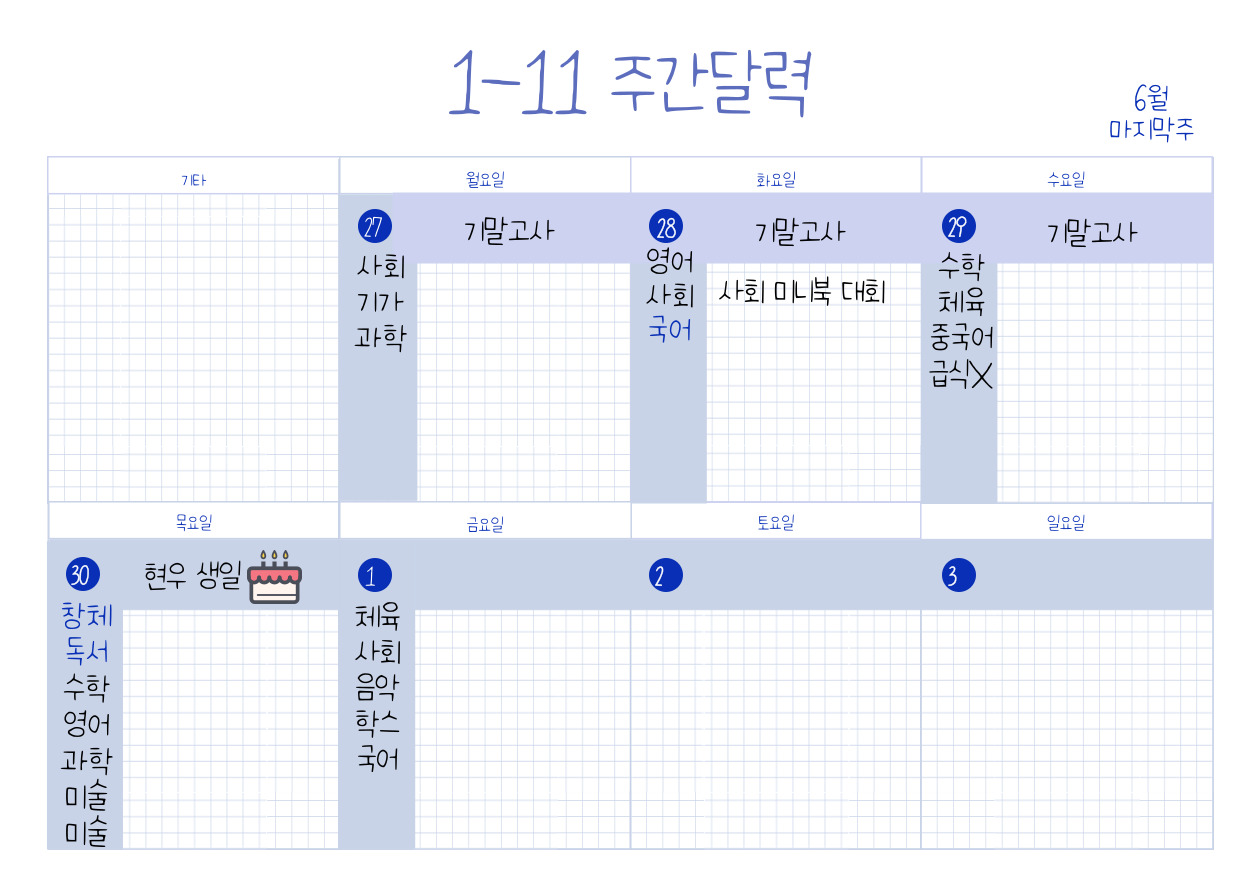 1-11 주간달력
6월
마지막주
기타
월요일
화요일
수요일
27
기말고사
사회
기가
과학
28
기말고사
영어
사회
국어
사회 미니북 대회
29
기말고사
수학
체육
중국어
급식X
목요일
금요일
토요일
일요일
30
현우 생일
창체
독서
수학
영어
과학
미술
미술
1
체육
사회
음악
학스
국어
2
3